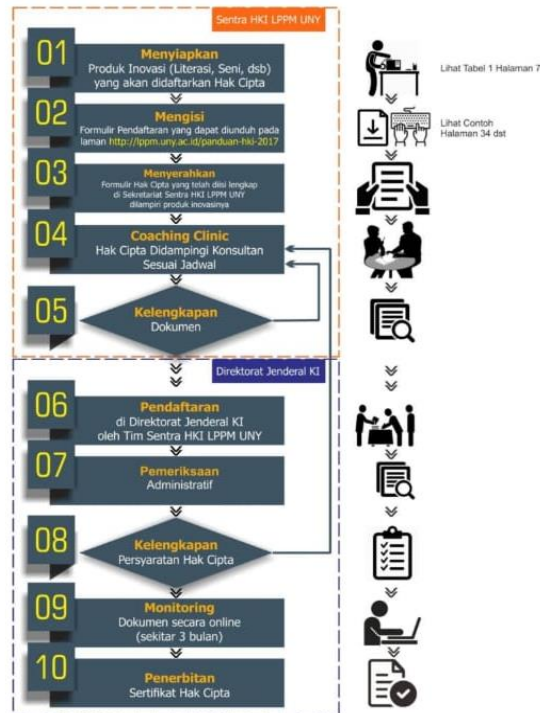 Sentra HKI LPPM UNY
01
Menyiapkan
Produk Inovasi (Literasi, Seni, dsb)
yang akan didaftarkan Hak Cipta
Lihat Tabel 1 Halaman 7
02
Mengisi
Formulir Pendaftaran yang dapat diunduh pada
laman http://lppm.uny.ac.id/panduan-hki-2017
Lihat Contoh
Halaman 34 dst
03
Menyerahkan
Formulir Hak Cipta yang telah diisi lengkap
di Sekretariat Sentra HKI LPPM UNY
dilampiri produk inovasinya
04
Coaching Clinic
Hak Cipta Didampingi Konsultan
Sesuai Jadwal
05
Kelengkapan
Dokumen
Direktorat Jenderal KI
06
Pendaftaran
di Direktorat Jenderal KI
oleh Tim Sentra HKI LPPM UNY
07
Pemeriksaan
Administratif
08
Kelengkapan
Persyaratan Hak Cipta
09
Monitoring
Dokumen secara online
(sekitar 3 bulan)
10
Penerbitan
Sertifikat Hak Cipta